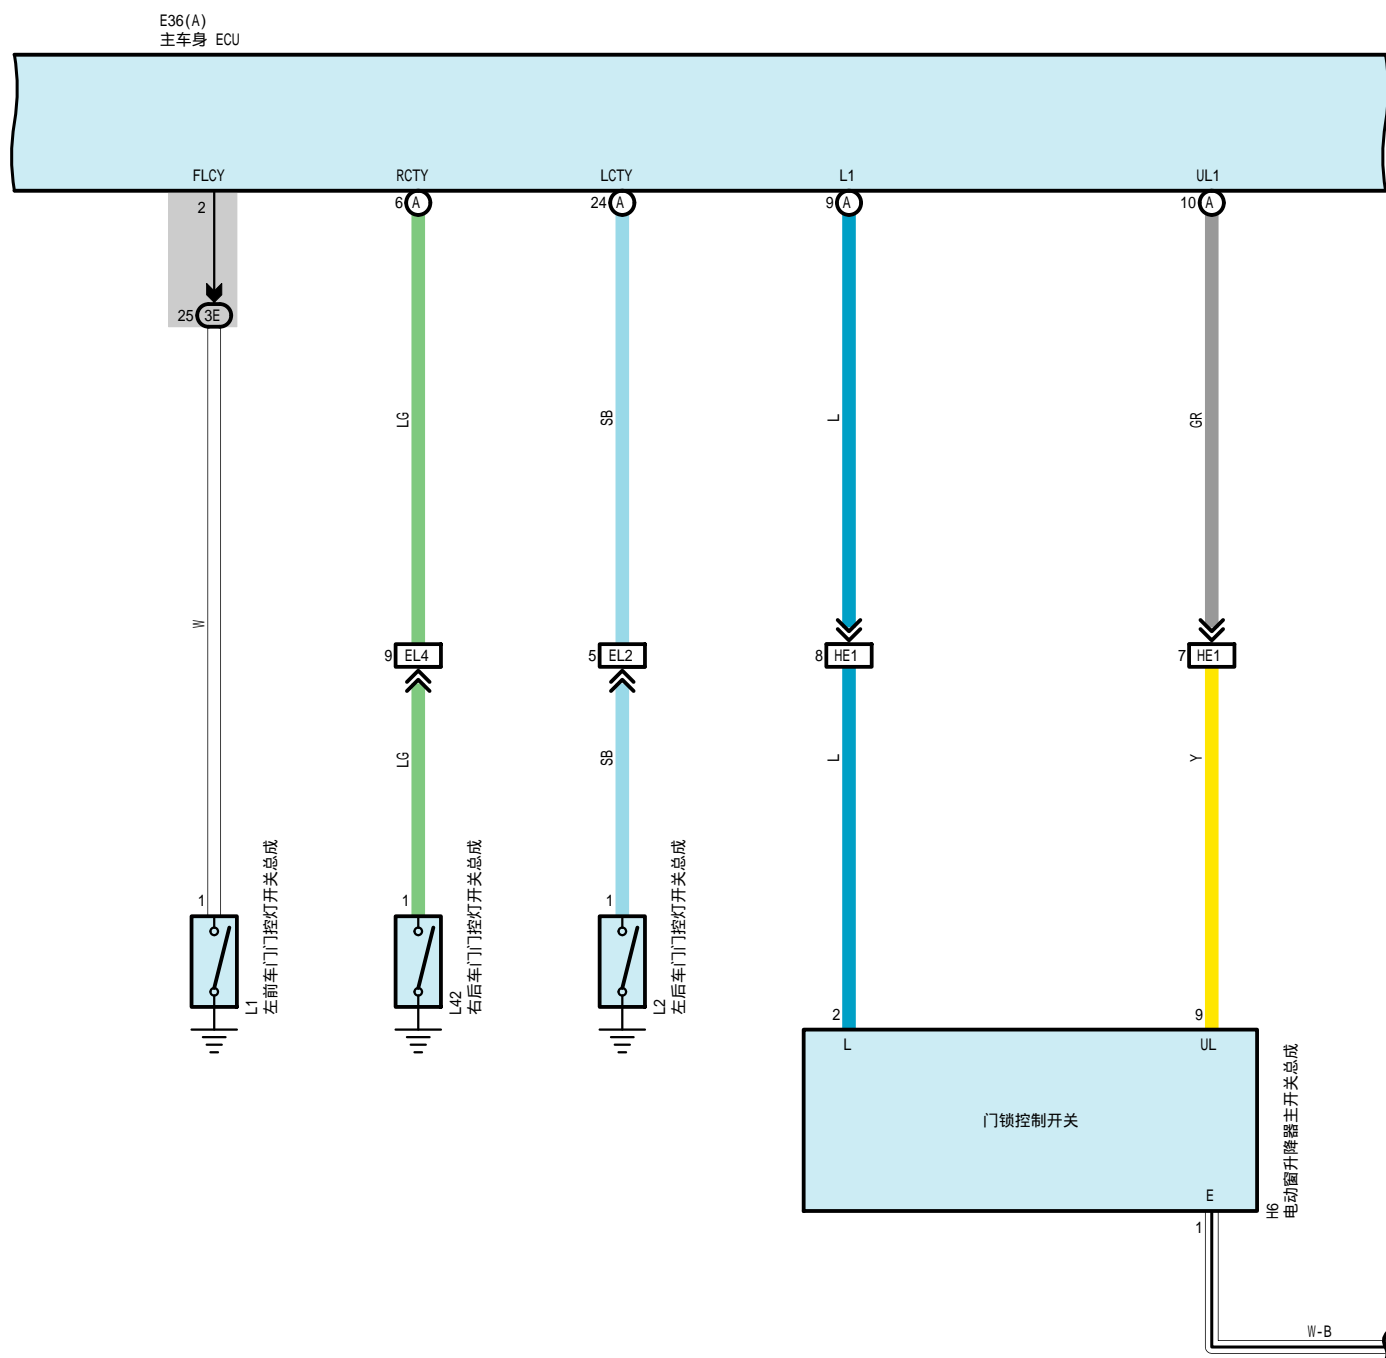 E36(A)
主车身 ECU
FLCY
RCTY
LCTY
L1
UL1
2
6 A
24 A
9 A
10 A
25 3E
LG
SB
L
GR
W
9 EL4
5 EL2
8 HE1
7 HE1
LG
SB
L
Y
1
1
1
L1
左前车门门控灯开关总成
L42
右后车门门控灯开关总成
L2
左后车门门控灯开关总成
2
9
L
UL
门锁控制开关
E
H6
电动窗升降器主开关总成
1
W-B